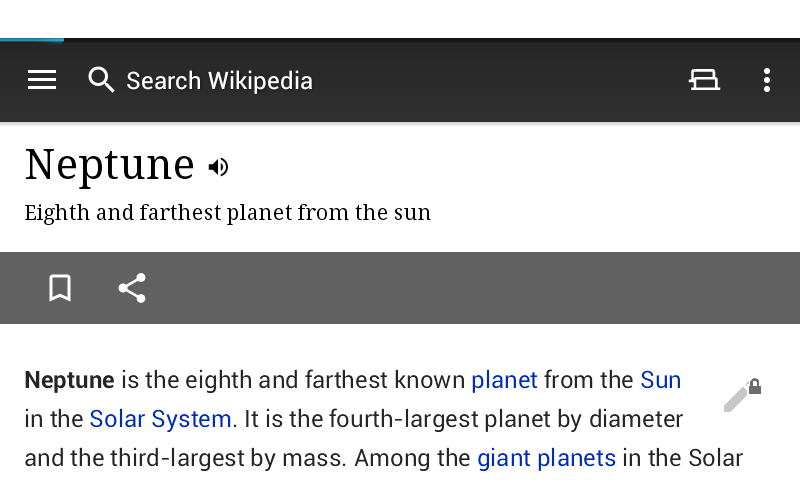 Search Wikipedia
Neptune
Eighth and farthest planet from the sun
Neptune is the eighth and farthest known planet from the Sun
in the Solar System. It is the fourth-largest planet by diameter
and the third-largest by mass. Among the giant planets in the Solar